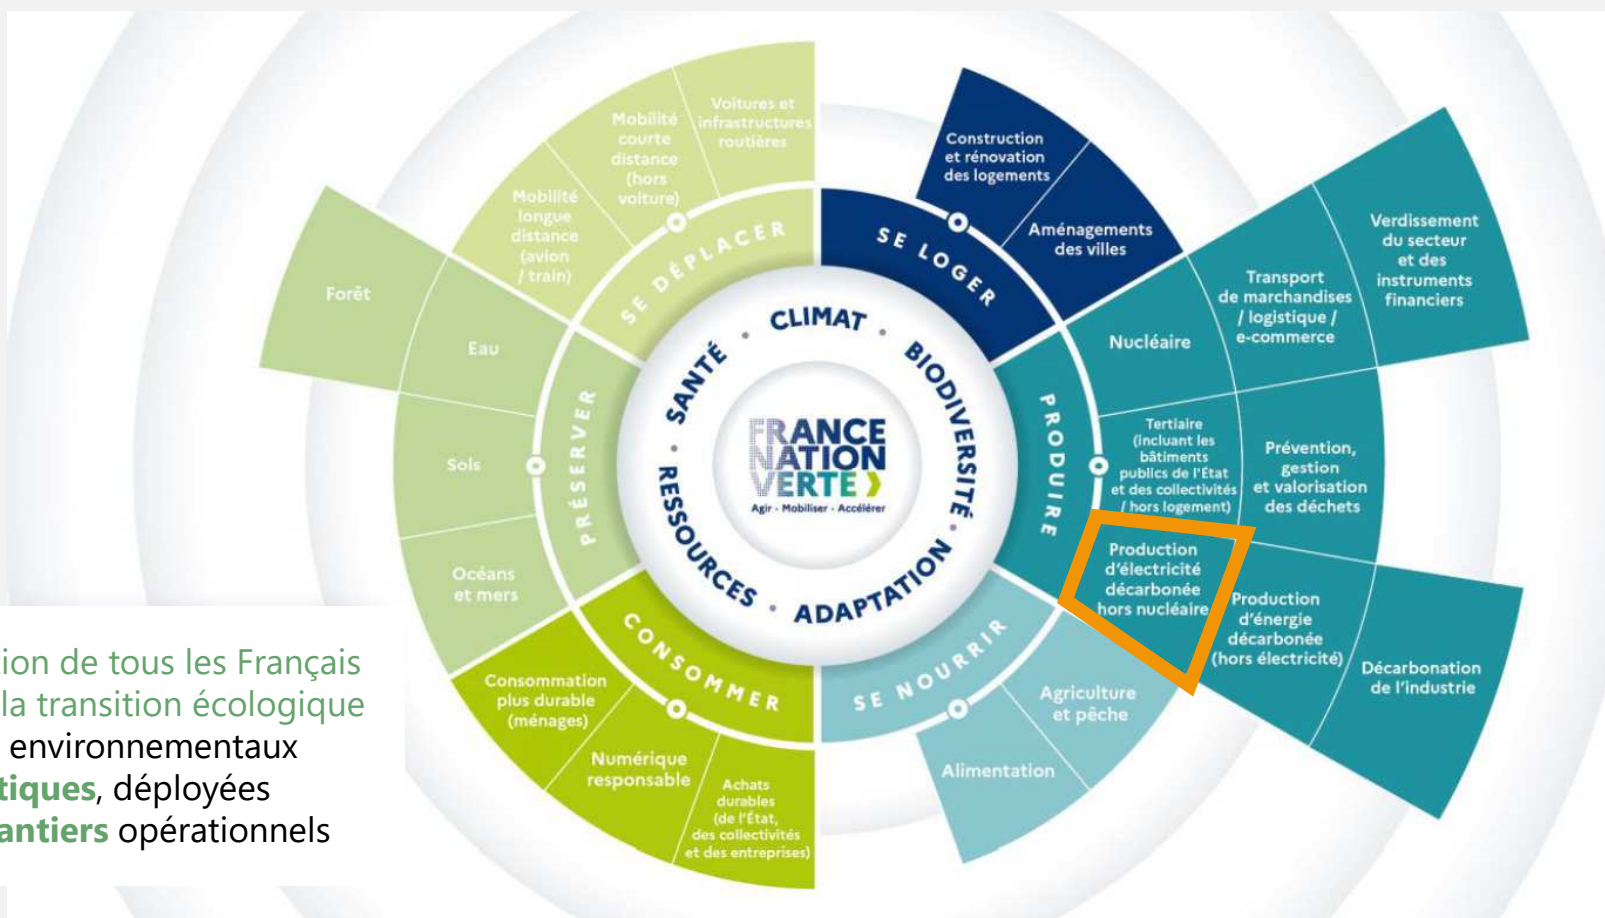 Voitures et
infrastructures
routières
Mobilité
courte
distance
(hors
voiture)
Mobilité
longue
distance
(avion
/ train)
SE DÉPLACER
Construction
et rénovation
des logements
Aménagements
des villes
SE LOGER
Verdissement
du secteur
et des
instruments
financiers
Transport
de marchandises
/ logistique /
e-commerce
Nucléaire
Tertiaire
(incluant les
bâtiments
publics de l'État
et des collectivités
/ hors logement)
Prévention,
gestion
et valorisation
des déchets
Production
d'électricité
décarbonée
hors nucléaire
Production
d'énergie
décarbonée
(hors électricité)
Décarbonation
de l'industrie
PRODUIRE
Forêt
Eau
Sols
Océans
et mers
PRÉSERVER
SANTÉ · CLIMAT · BIODIVERSITÉ · ADAPTATION · RESSOURCES ·
FRANCE
NATION
VERTE
Agir - Mobiliser - Accélérer
CONSOMMER
Consommation
plus durable
(ménages)
Numérique
responsable
Achats
durables
(de l'État,
des collectivités
et des entreprises)
SE NOURRIR
Agriculture
et pêche
Alimentation
tion de tous les Français
la transition écologique
environnementaux
tiques, déployées
antiers opérationnels